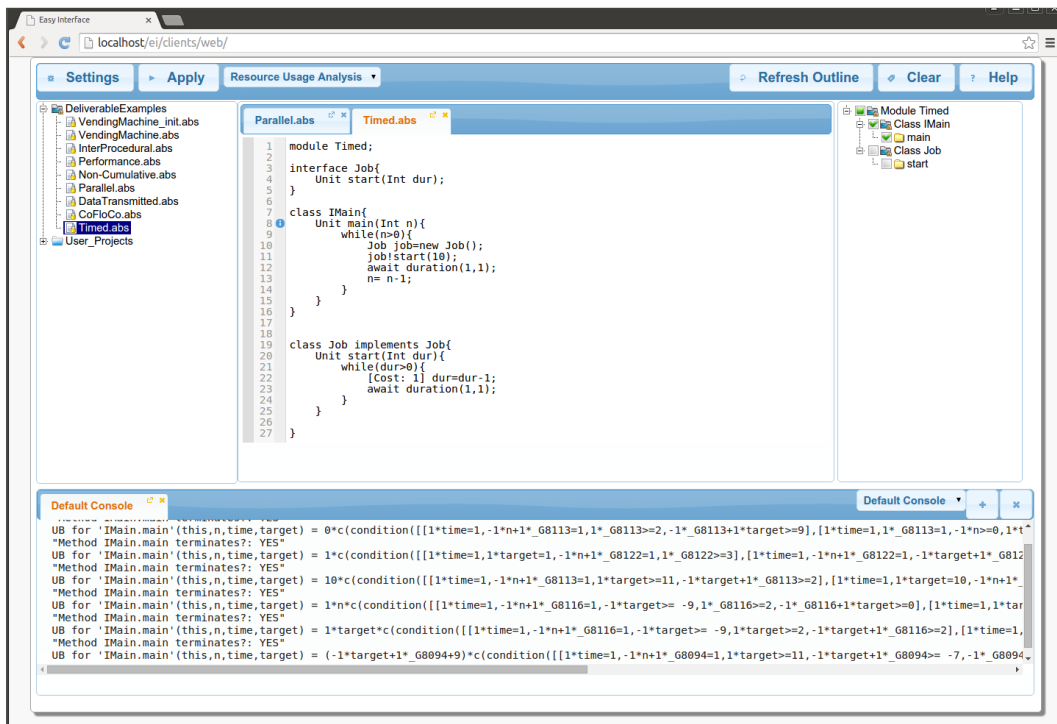 Easy Interface
localhost/ei/clients/web/
Settings
Apply
Resource Usage Analysis
Refresh Outline
Clear
? Help
DeliverableExamples
VendingMachine_init.abs
VendingMachine.abs
InterProcedural.abs
Performance.abs
Non-Cumulative.abs
Parallel.abs
DataTransmitted.abs
CoFloCo.abs
Timed.abs
User_Projects
Parallel.abs
Timed.abs
1 module Timed;
2
3 interface Job{
4 Unit start(Int dur);
5 }
6
7 class IMain{
8 Unit main(Int n){
9 while(n>0){
10 Job job=new Job();
11 job!start(10);
12 await duration(1,1);
13 n= n-1;
14 }
15 }
16 }
17
18
19 class Job implements Job{
20 Unit start(Int dur){
21 while(dur>0){
22 [Cost: 1] dur=dur-1;
23 await duration(1,1);
24 }
25 }
26
27 }
Module Timed
Class IMain
main
Class Job
start
Default Console
Default Console
"Method IMain.main terminates?: YES"
UB for 'IMain.main'(this,n,time,target) = 0*c(condition([[1*time=1,-1*n+1*_G8113=1,1*_G8113>=2,-1*_G8113+1*target>=9],[1*time=1,1*_G8113=1,-1*n>=0,1*t
"Method IMain.main terminates?: YES"
UB for 'IMain.main'(this,n,time,target) = 1*c(condition([[1*time=1,1*target=1,-1*n+1*_G8122=1,1*_G8122>=3],[1*time=1,-1*n+1*_G8122=1,-1*target+1*_G812
"Method IMain.main terminates?: YES"
UB for 'IMain.main'(this,n,time,target) = 10*c(condition([[1*time=1,-1*n+1*_G8113=1,1*target>=11,-1*target+1*_G8113>=2],[1*time=1,1*target=10,-1*n+1*_
"Method IMain.main terminates?: YES"
UB for 'IMain.main'(this,n,time,target) = 1*n*c(condition([[1*time=1,-1*n+1*_G8116=1,-1*target>= -9,1*_G8116>=2,-1*_G8116+1*target>=0],[1*time=1,1*tar
"Method IMain.main terminates?: YES"
UB for 'IMain.main'(this,n,time,target) = 1*target*c(condition([[1*time=1,-1*n+1*_G8116=1,-1*target>= -9,1*target>=2,-1*target+1*_G8116>=2],[1*time=1,
"Method IMain.main terminates?: YES"
UB for 'IMain.main'(this,n,time,target) = (-1*target+1*_G8094+9)*c(condition([[1*time=1,-1*n+1*_G8094=1,1*target>=11,-1*target+1*_G8094>= -7,-1*_G8094